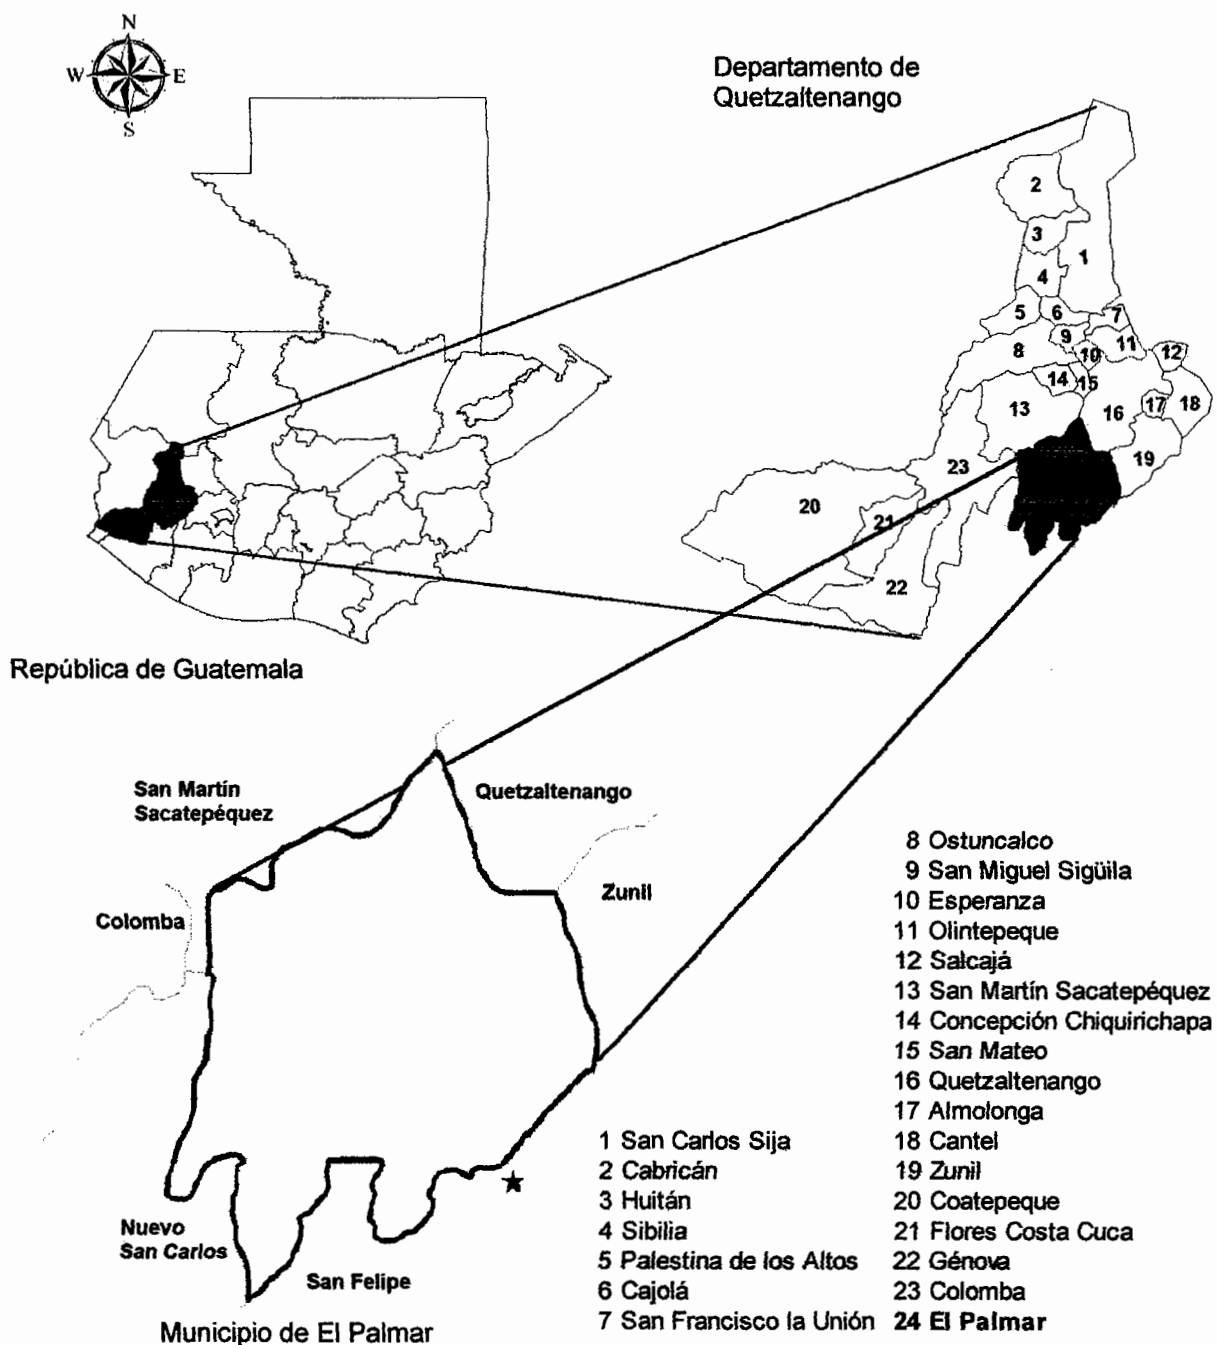 N
W E
S
Departamento de
Quetzaltenango
2
3
1
4
5
6
7
9
8
10
11
12
14
15
13
16
17
18
19
23
20
21
22
República de Guatemala
San Martín
Sacatepéquez
Quetzaltenango
Colomba
Zunil
Nuevo
San Carlos
San Felipe
Municipio de El Palmar
1 San Carlos Sija
2 Cabricán
3 Huitán
4 Sibilia
5 Palestina de los Altos
6 Cajolá
7 San Francisco la Unión
8 Ostuncalco
9 San Miguel Sigüila
10 Esperanza
11 Olintepeque
12 Salcajá
13 San Martín Sacatepéquez
14 Concepción Chiquirichapa
15 San Mateo
16 Quetzaltenango
17 Almolonga
18 Cantel
19 Zunil
20 Coatepeque
21 Flores Costa Cuca
22 Génova
23 Colomba
24 El Palmar